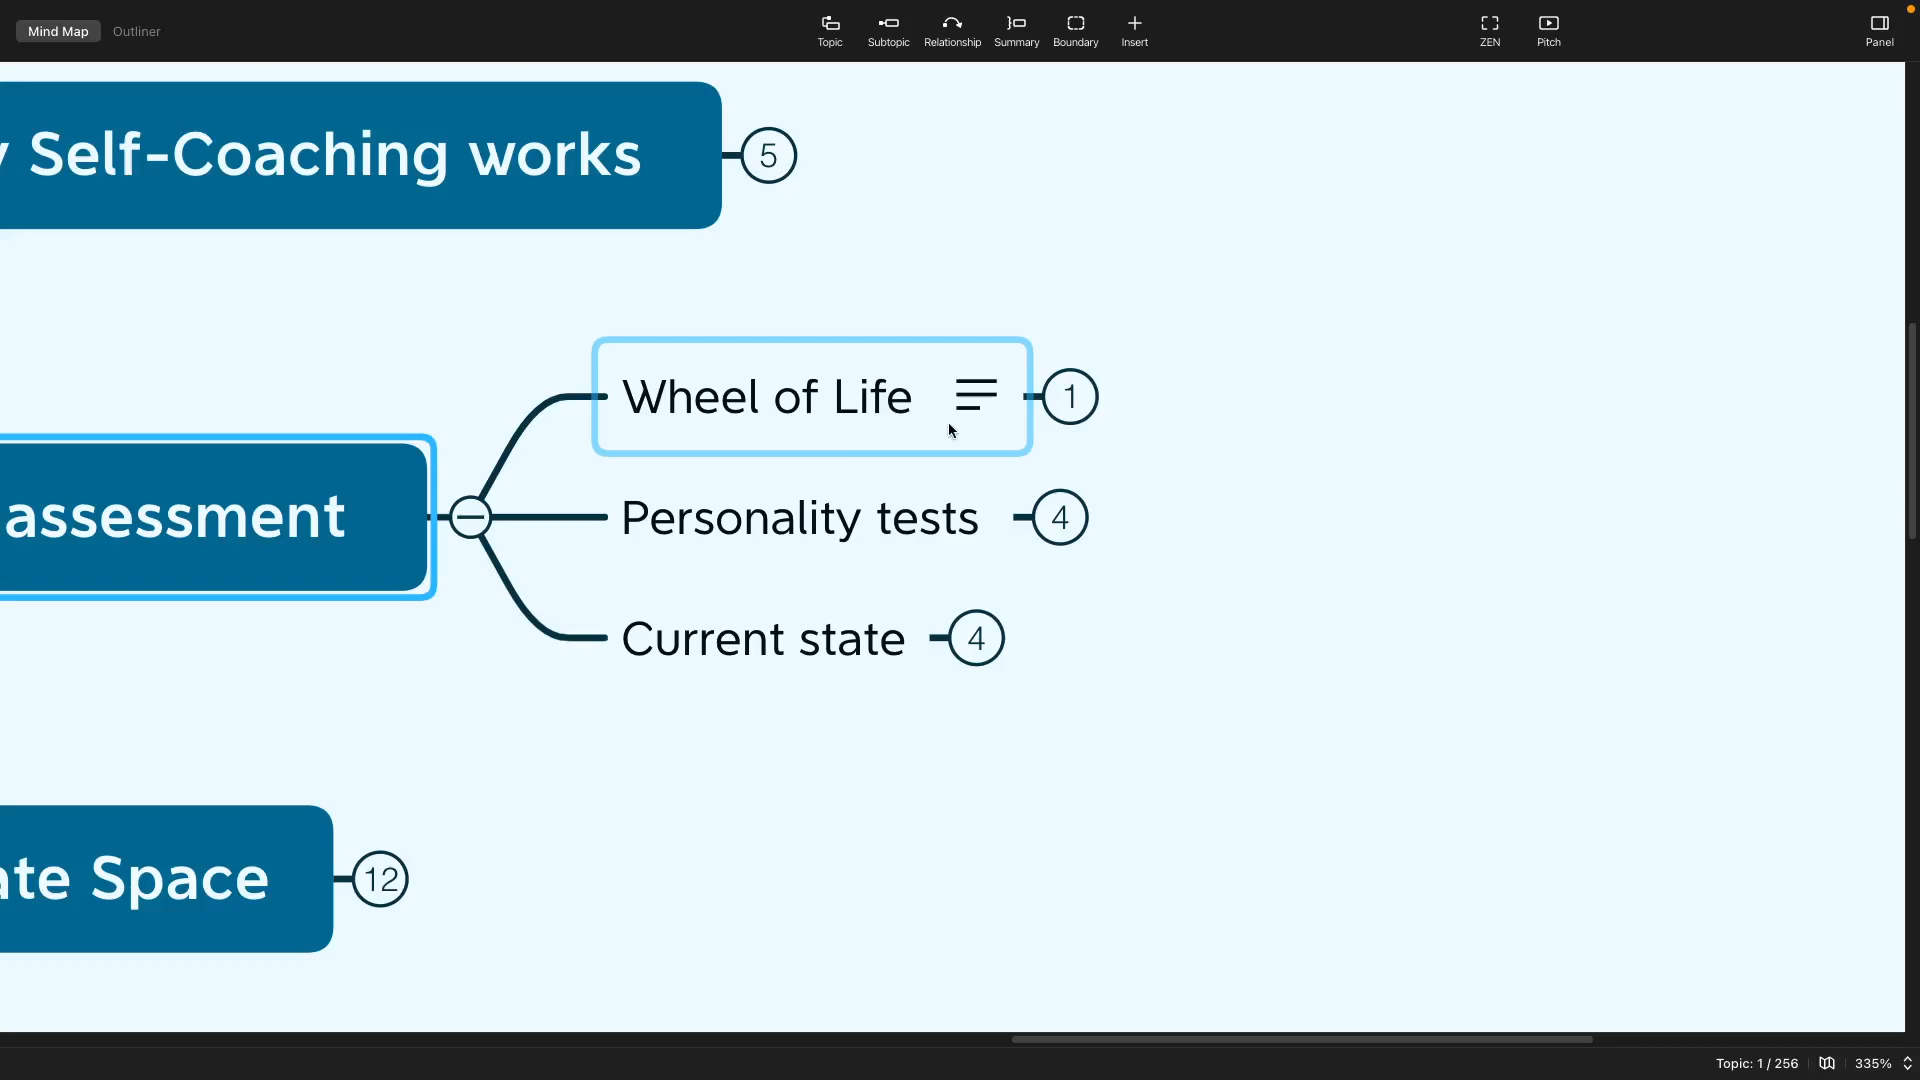 Mind Map Outliner Topic Subtopic Relationship Summary Boundary Insert ZEN Pitch Panel
Self-Coaching works 5
Wheel of Life 1
assessment Personality tests 4
Current state 4
Space 12
Topic: 1 / 256 335%